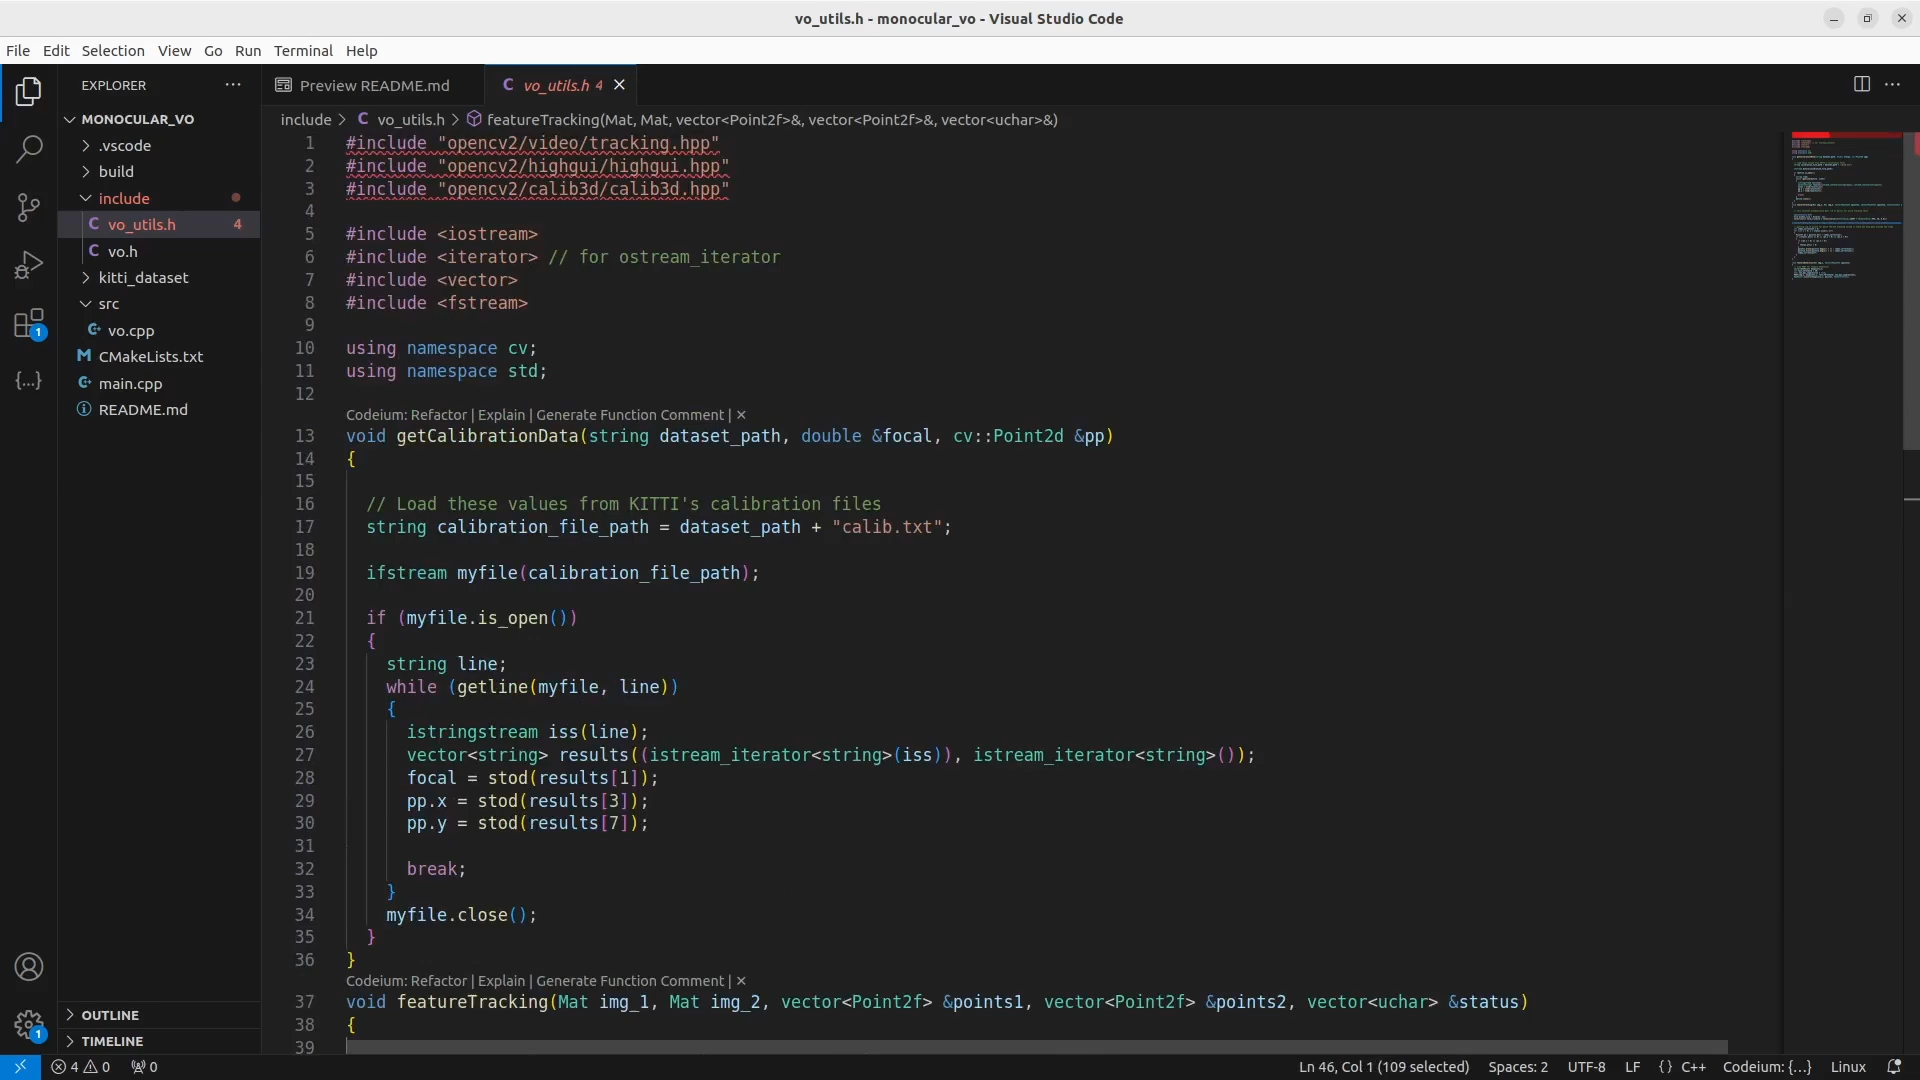 vo_utils.h - monocular_vo - Visual Studio Code
File Edit Selection View Go Run Terminal Help
EXPLORER
MONOCULAR_VO
.vscode
build
include
vo_utils.h 4
vo.h
kitti_dataset
src
vo.cpp
CMakeLists.txt
main.cpp
README.md
OUTLINE
TIMELINE
1
1
Preview README.md
vo_utils.h 4
include > vo_utils.h > featureTracking(Mat, Mat, vector<Point2f>&, vector<Point2f>&, vector<uchar>&)
1 #include "opencv2/video/tracking.hpp"
2 #include "opencv2/highgui/highgui.hpp"
3 #include "opencv2/calib3d/calib3d.hpp"
4
5 #include <iostream>
6 #include <iterator> // for ostream_iterator
7 #include <vector>
8 #include <fstream>
9
10 using namespace cv;
11 using namespace std;
12
Codeium: Refactor | Explain | Generate Function Comment | ×
13 void getCalibrationData(string dataset_path, double &focal, cv::Point2d &pp)
14 {
15
16 // Load these values from KITTI's calibration files
17 string calibration_file_path = dataset_path + "calib.txt";
18
19 ifstream myfile(calibration_file_path);
20
21 if (myfile.is_open())
22 {
23 string line;
24 while (getline(myfile, line))
25 {
26 istringstream iss(line);
27 vector<string> results((istream_iterator<string>(iss)), istream_iterator<string>());
28 focal = stod(results[1]);
29 pp.x = stod(results[3]);
30 pp.y = stod(results[7]);
31
32 break;
33 }
34 myfile.close();
35 }
36 }
Codeium: Refactor | Explain | Generate Function Comment | ×
37 void featureTracking(Mat img_1, Mat img_2, vector<Point2f> &points1, vector<Point2f> &points2, vector<uchar> &status)
38 {
39
4 0 0 Ln 46, Col 1 (109 selected) Spaces: 2 UTF-8 LF {} C++ Codeium: {...} Linux